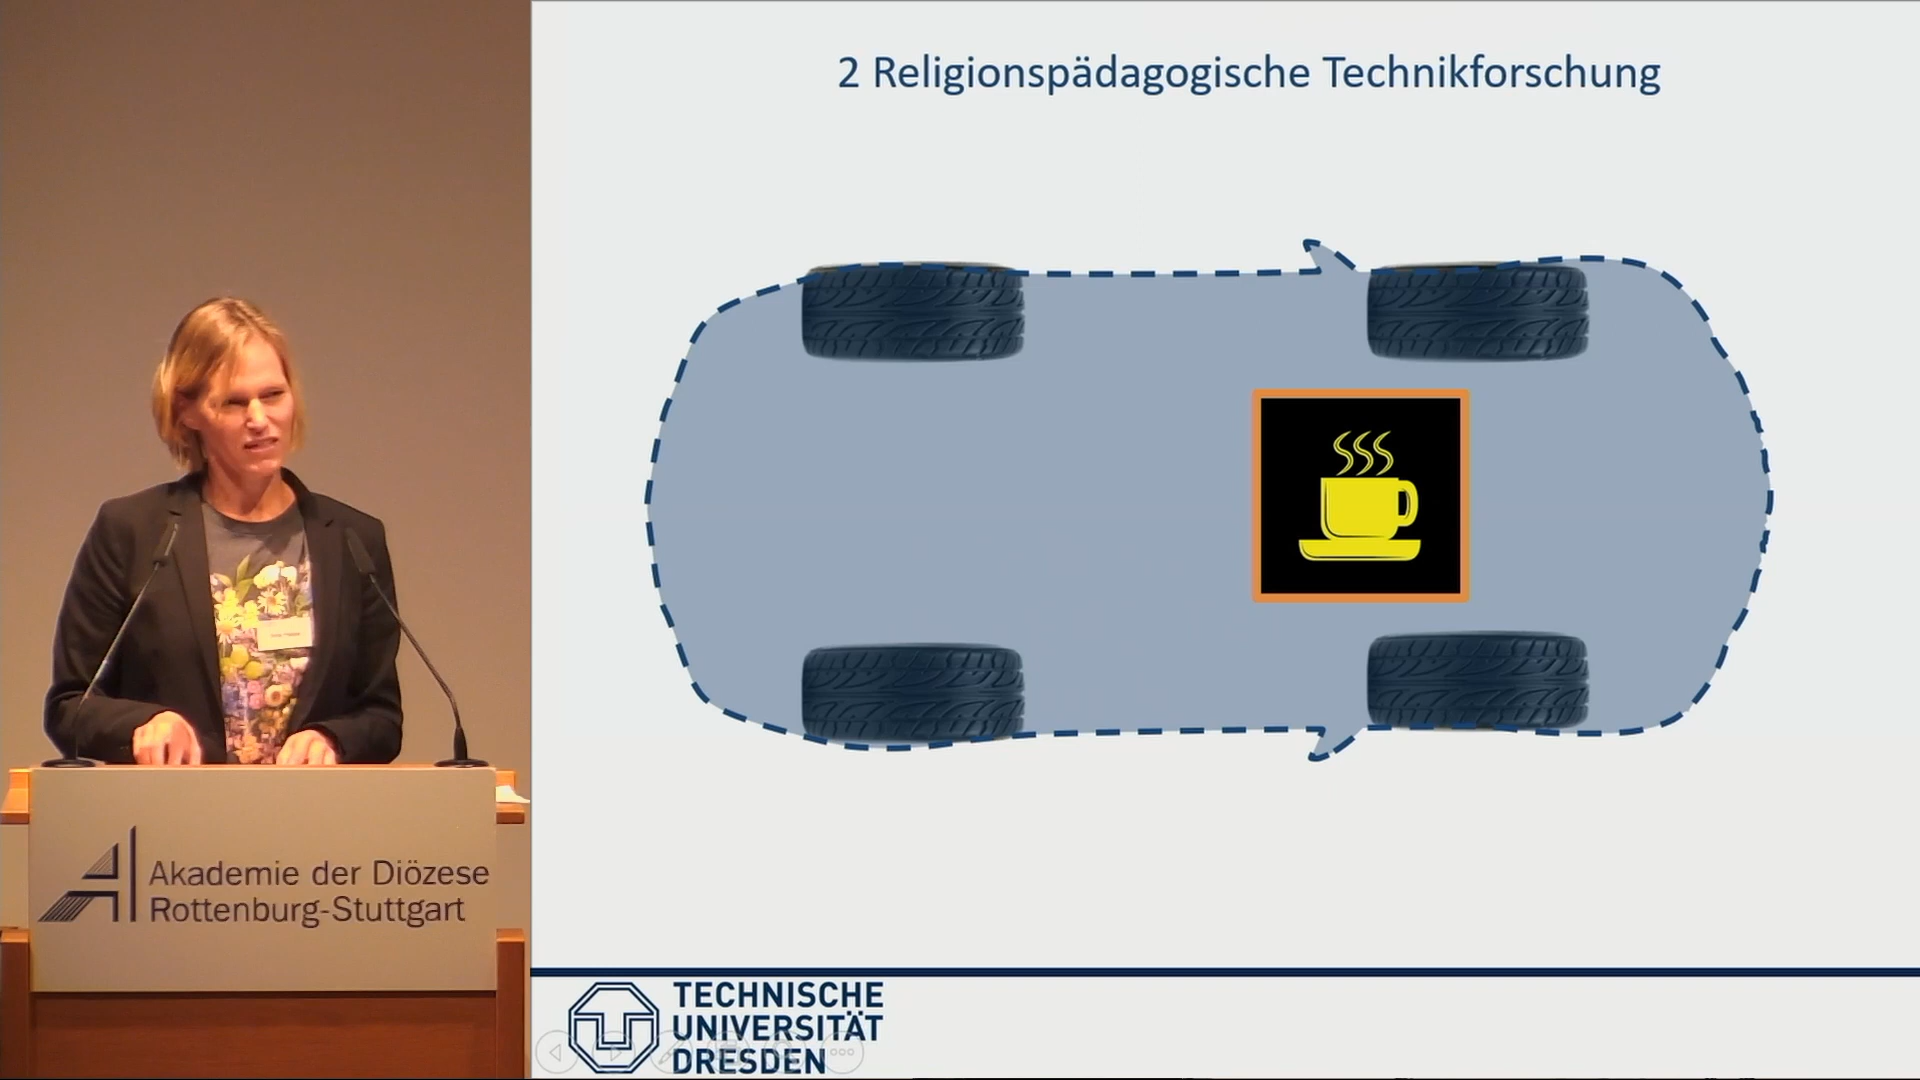 2 Religionspädagogische Technikforschung
Akademie der Diözese
Rottenburg-Stuttgart
TECHNISCHE
UNIVERSITÄT
DRESDEN